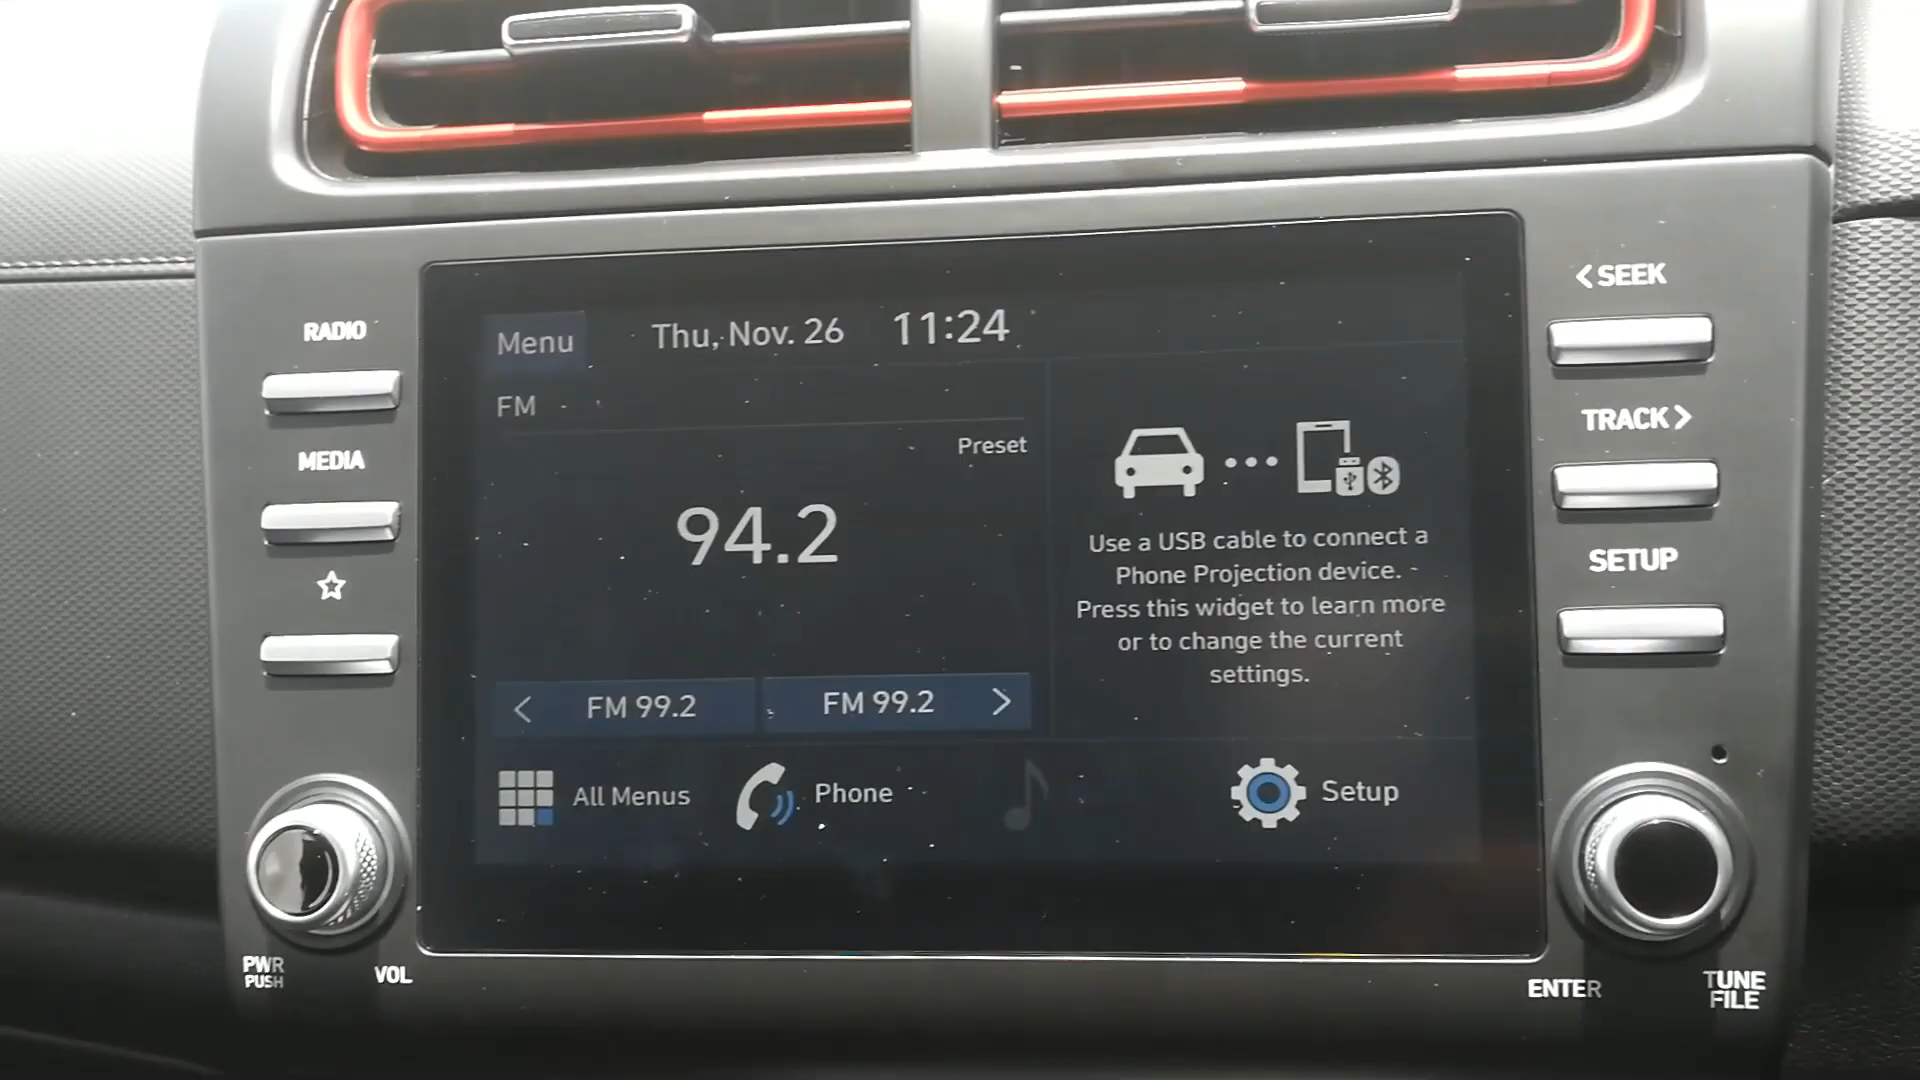 RADIO
MEDIA
PWR
PUSH
VOL
Menu
Thu, Nov. 26
11:24
FM
Preset
94.2
FM 99.2
FM 99.2
Use a USB cable to connect a
Phone Projection device.
Press this widget to learn more
or to change the current
settings.
All Menus
Phone
Setup
< SEEK
TRACK >
SETUP
ENTER
TUNE
FILE